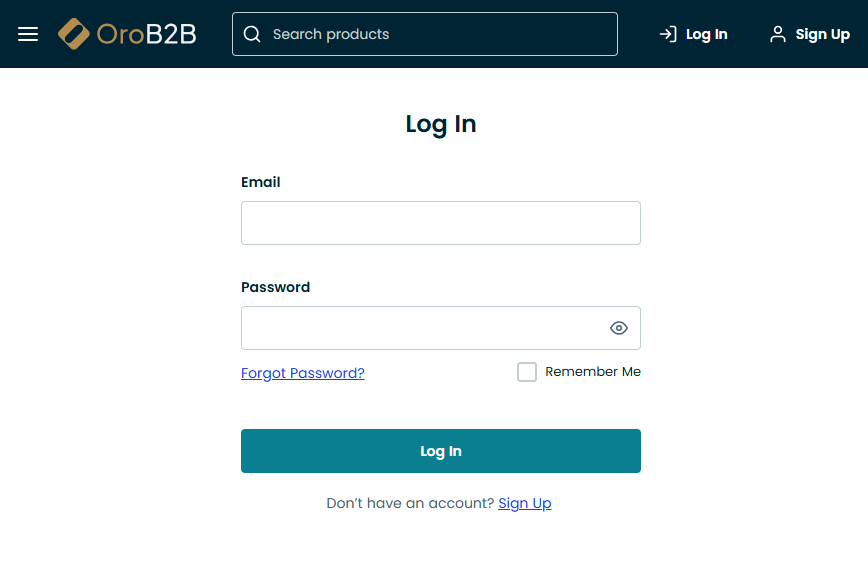 OroB2B
Search products
Log In
Sign Up
Log In
Email
Password
Forgot Password?
Remember Me
Log In
Don’t have an account? Sign Up